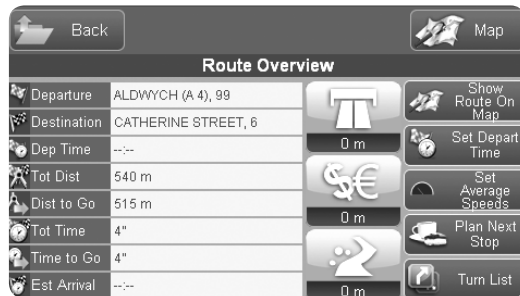 Back
Map
Route Overview
Departure ALDWYCH (A 4), 99
Destination CATHERINE STREET, 6
Dep Time --:--
Tot Dist 540 m
Dist to Go 515 m
Tot Time 4"
Time to Go 4"
Est Arrival --:--
0 m
$€
0 m
0 m
Show
Route On
Map
Set Depart
Time
Set
Average
Speeds
Plan Next
Stop
Turn List